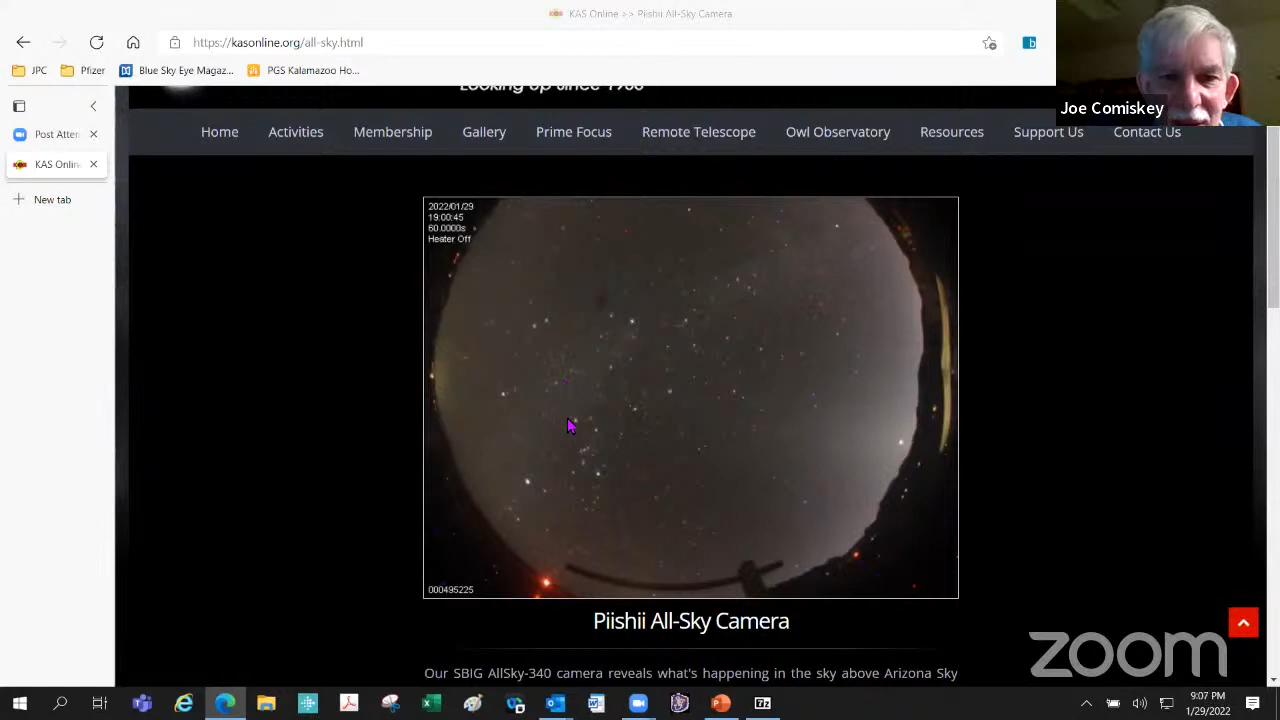 KAS Online >> Piishii All-Sky Camera
https://kasonline.org/all-sky.html
b
JPC
Pfizer
Blue Sky Eye Magaz...
PGS Kalamazoo Ho...
Joe Comiskey
Looking up since 1936
Post Atten
KAS Onlin
New tab
Home
Activities
Membership
Gallery
Prime Focus
Remote Telescope
Owl Observatory
Resources
Support Us
Contact Us
2022/01/29
19:00:45
60.0000s
Heater Off
000495225
Piishii All-Sky Camera
Our SBIG AllSky-340 camera reveals what's happening in the sky above Arizona Sky
zoom
9:07 PM
1/29/2022